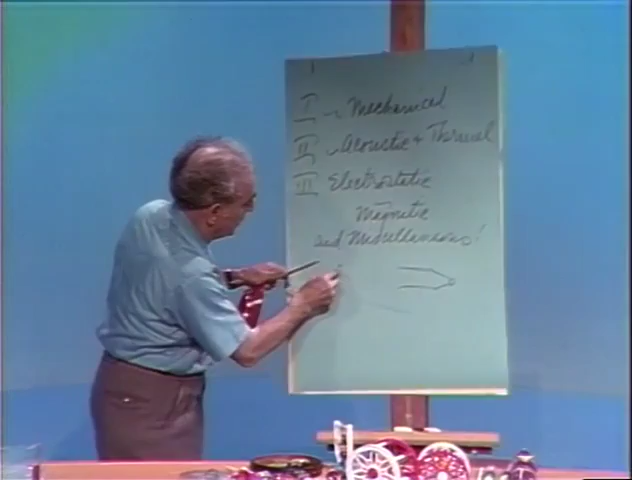 I - Mechanical
II - Acoustic + Thermal
III Electrostatic
Magnetic
and Miscellaneous!